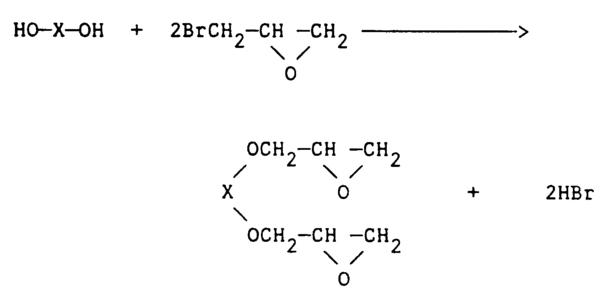 HO-X-OH + 2BrCH2-CH-CH2
O
OCH2-CH-CH2
X O + 2HBr
OCH2-CH-CH2
O